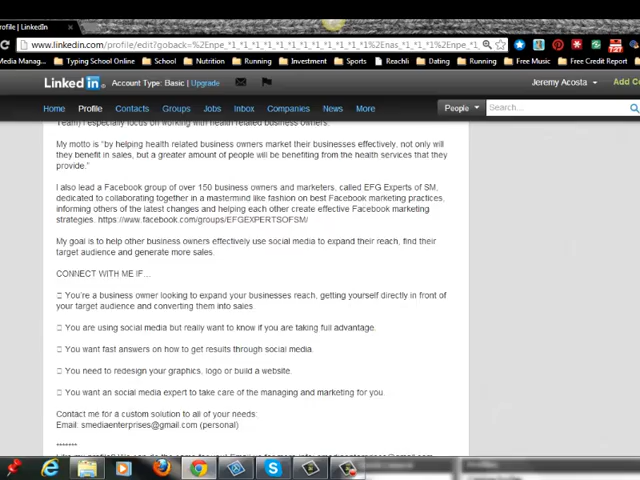 rofile | LinkedIn
www.linkedin.com/profile/edit?goback=%2Enpe_*1_*1_*1_*1_*1_*1_*1_*1_*1_*1%2Enas_*1_*1_*1%2Enpe_
Media Manag... Typing School Online School Nutrition Running Investment Sports Reachli Dating Running Free Music Free Credit Report
Linked in Account Type: Basic | Upgrade Jeremy Acosta Add Co
Home Profile Contacts Groups Jobs Inbox Companies News More People Search...
Team) I especially focus on working with health related business owners.
My motto is "by helping health related business owners market their businesses effectively, not only will
they benefit in sales, but a greater amount of people will be benefiting from the health services that they
provide."
I also lead a Facebook group of over 150 business owners and marketers, called EFG Experts of SM,
dedicated to collaborating together in a mastermind like fashion on best Facebook marketing practices,
informing others of the latest changes and helping each other create effective Facebook marketing
strategies. https://www.facebook.com/groups/EFGEXPERTSOFSM/
My goal is to help other business owners effectively use social media to expand their reach, find their
target audience and generate more sales.
CONNECT WITH ME IF...
You're a business owner looking to expand your businesses reach, getting yourself directly in front of
your target audience and converting them into sales.
You are using social media but really want to know if you are taking full advantage.
You want fast answers on how to get results through social media.
You need to redesign your graphics, logo or build a website.
You want an social media expert to take care of the managing and marketing for you.
Contact me for a custom solution to all of your needs:
Email: smediaenterprises@gmail.com (personal)
*******